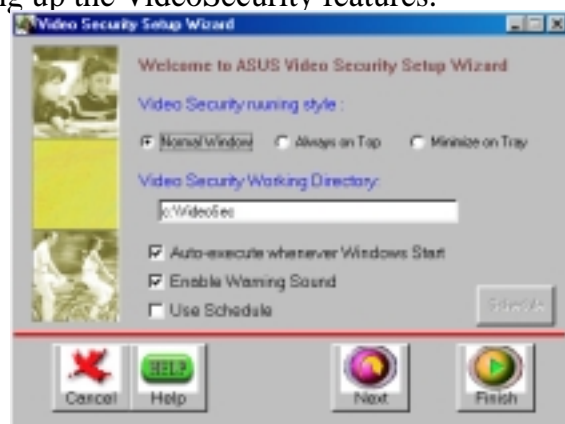 ng up the VideoSecurity features.
Video Security Setup Wizard
Welcome to ASUS Video Security Setup Wizard
Video Security ruuning style :
Normal Window Always on Top Minimize on Tray
Video Security Working Directory:
c:\VideoSec
Auto-execute whenever Windows Start
Enable Warning Sound
Use Schedule
Schedule
HELP
Cancel Help Next Finish